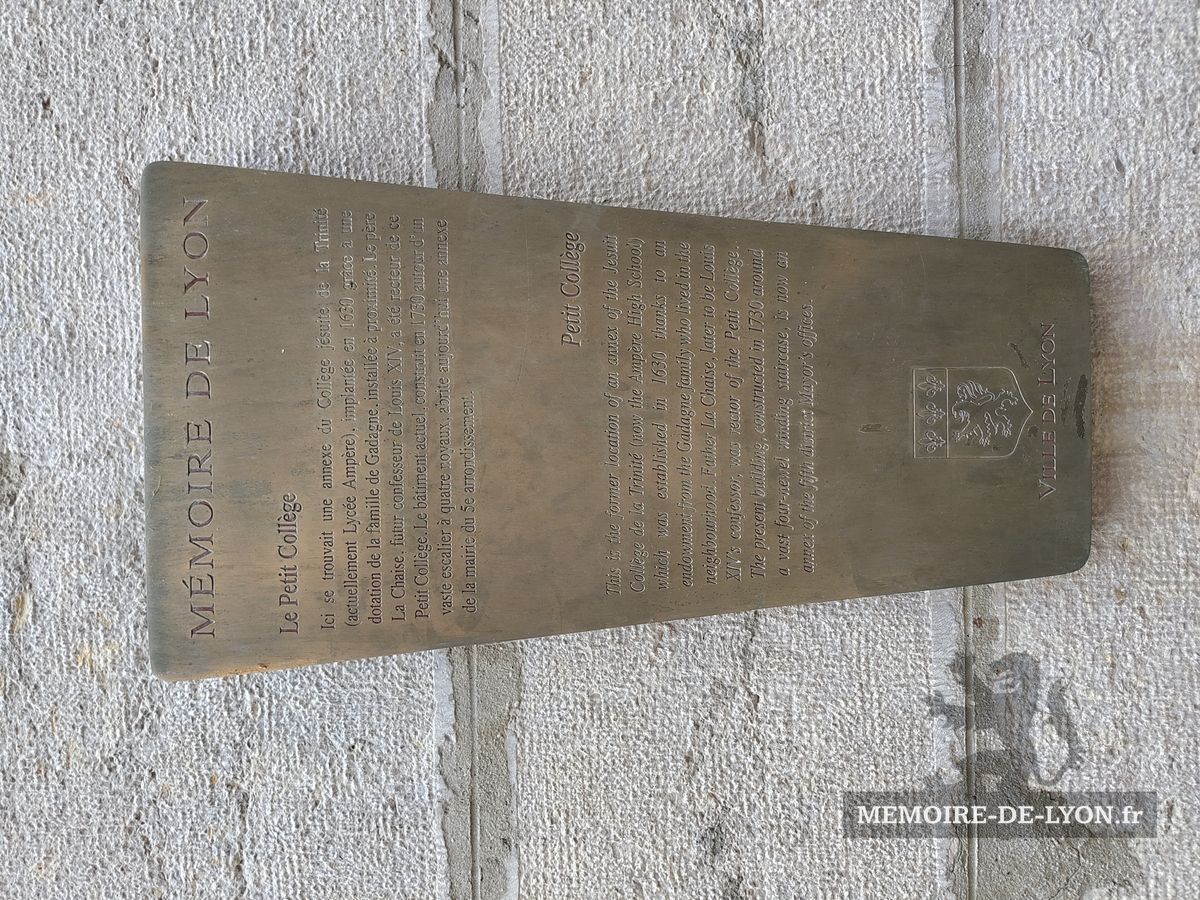 MÉMOIRE DE LYON
Le Petit Collège
Ici se trouvait une annexe du Collège jésuite de la Trinité
(actuellement Lycée Ampère), implantée en 1630 grâce à une
dotation de la famille de Gadagne, installée à proximité. Le père
La Chaise, futur confesseur de Louis XIV, a été recteur de ce
Petit Collège. Le bâtiment actuel, construit en 1730 autour d'un
vaste escalier à quatre noyaux, abrite aujourd'hui une annexe
de la mairie du 5e arrondissement.
Petit Collège
This is the former location of an annex of the Jesuit
Collège de la Trinité (now the Ampère High School)
which was established in 1630 thanks to an
endowment from the Gadagne family who lived in the
neighbourhood. Father La Chaise, later to be Louis
XIV's confessor, was rector of the Petit Collège.
The present building, constructed in 1730 around
a vast four-newel winding staircase, is now an
annex of the fifth district Mayor's offices.
VILLE DE LYON
MEMOIRE-DE-LYON.fr